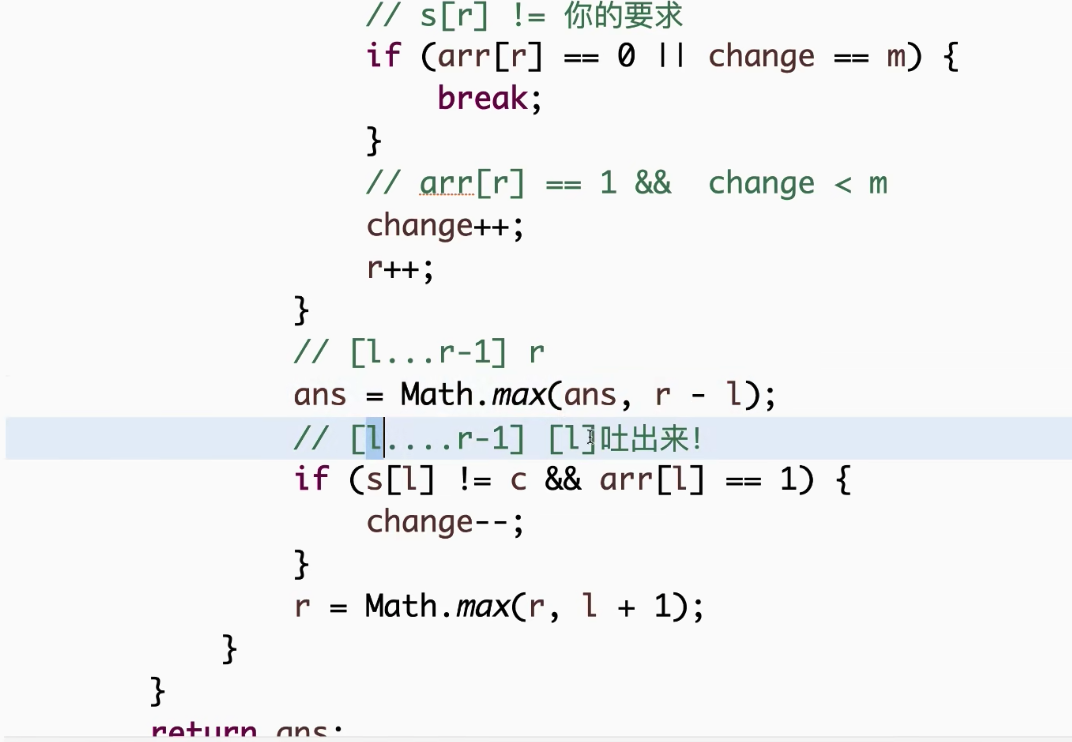 // s[r] != 你的要求
if (arr[r] == 0 || change == m) {
break;
}
// arr[r] == 1 &&  change < m
change++;
r++;
}
// [l...r-1] r
ans = Math.max(ans, r - l);
// [l....r-1] [l]吐出来!
if (s[l] != c && arr[l] == 1) {
change--;
}
r = Math.max(r, l + 1);
}
}
return ans;